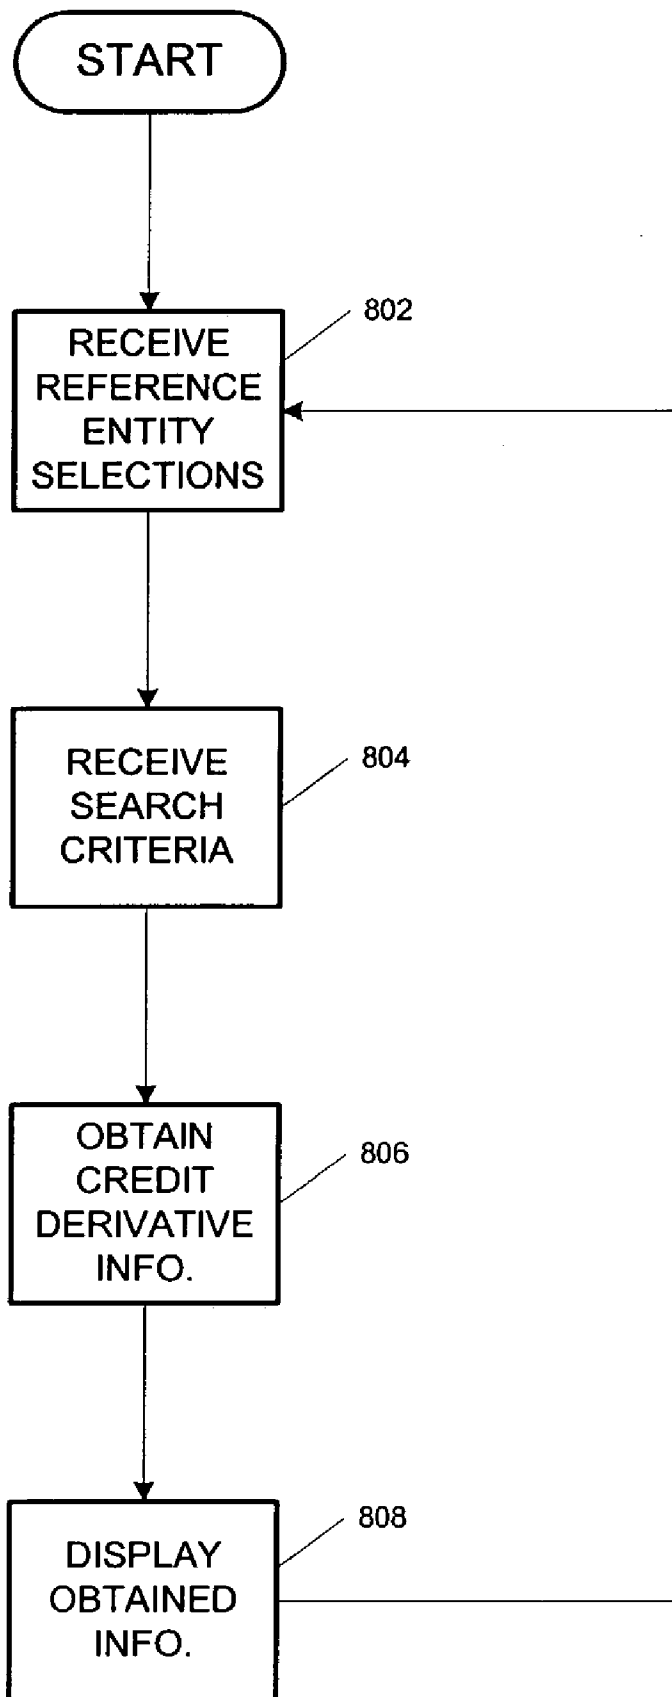 START
802
RECEIVE
REFERENCE
ENTITY
SELECTIONS
804
RECEIVE
SEARCH
CRITERIA
806
OBTAIN
CREDIT
DERIVATIVE
INFO.
808
DISPLAY
OBTAINED
INFO.